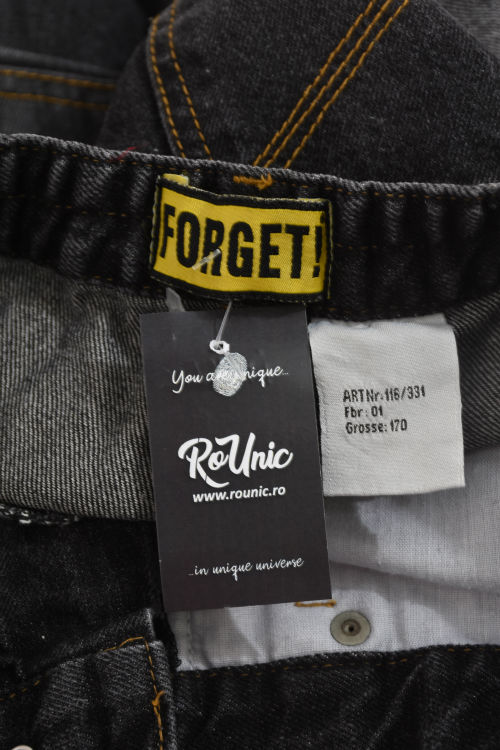 FORGET!
You are unique...
RoUnic
www.rounic.ro
...in unique universe
ARTNr.:116/331
Fbr: 01
Grosse: 170